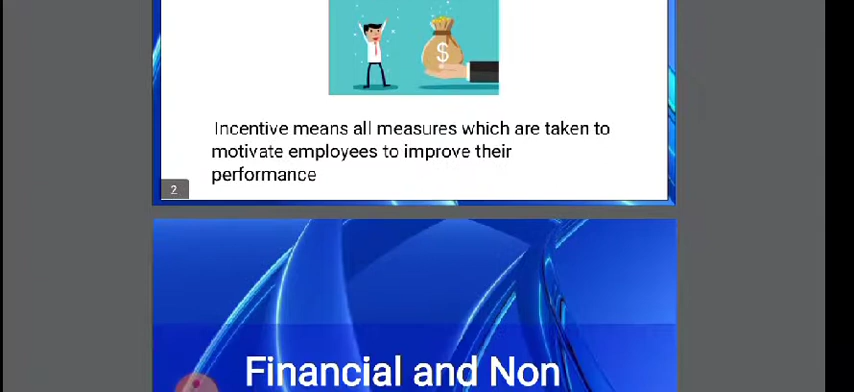 $
Incentive means all measures which are taken to
motivate employees to improve their
performance
2
Financial and Non